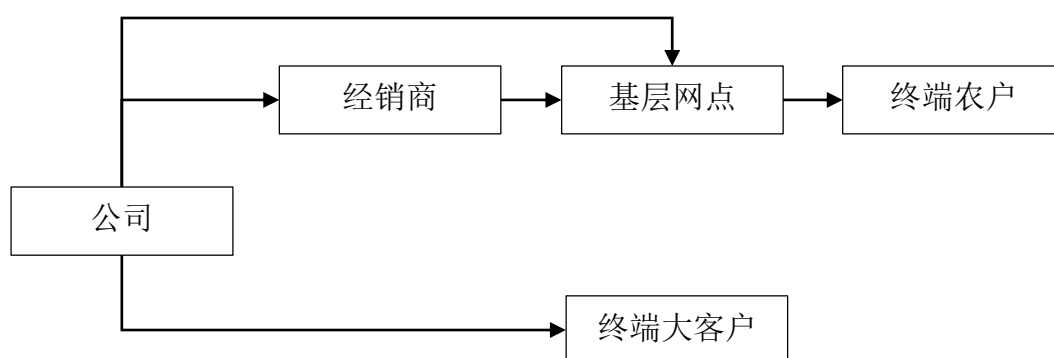 经销商
基层网点
终端农户
公司
终端大客户